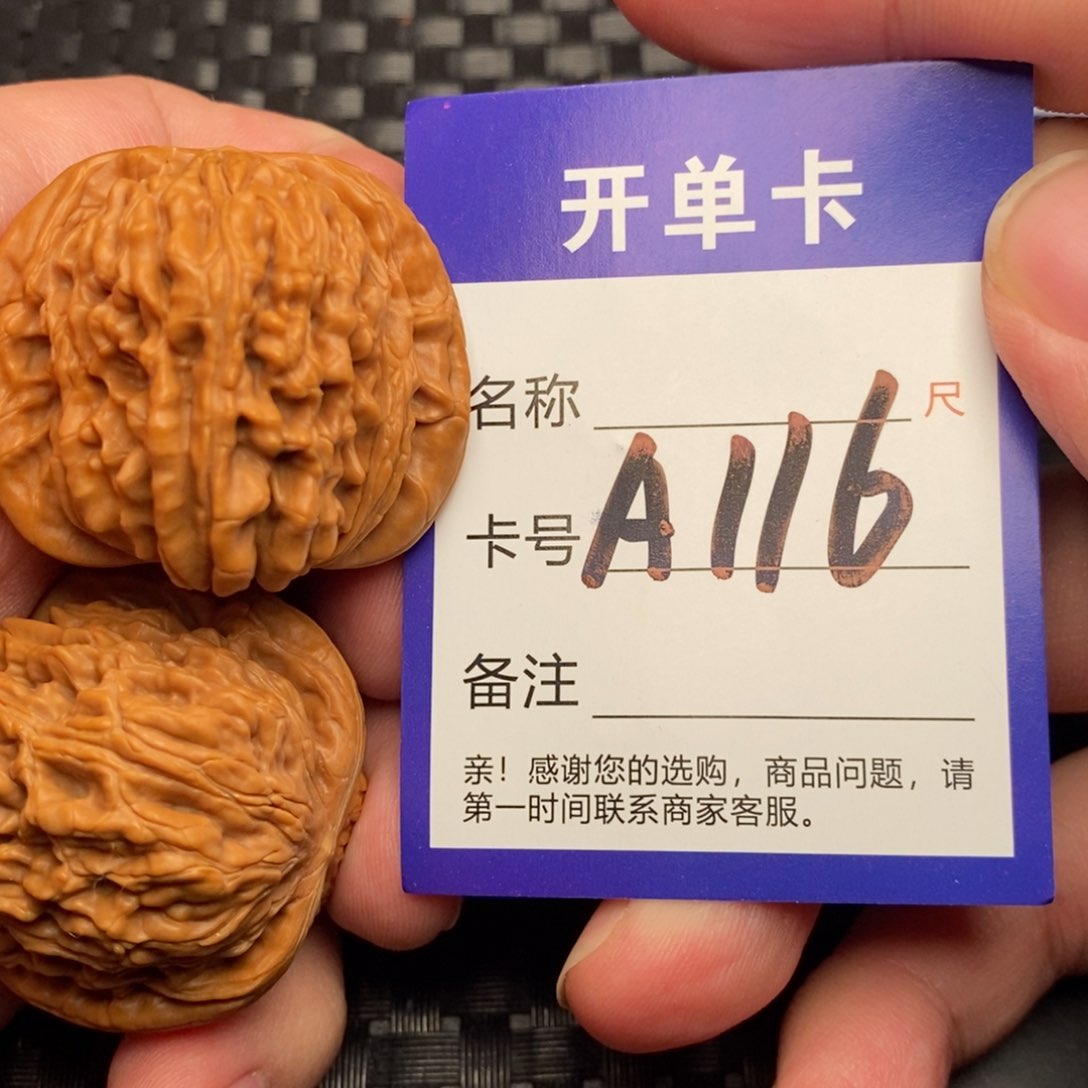 开单卡
名称 尺
卡号 A116
备注
亲！感谢您的选购，商品问题，请
第一时间联系商家客服。